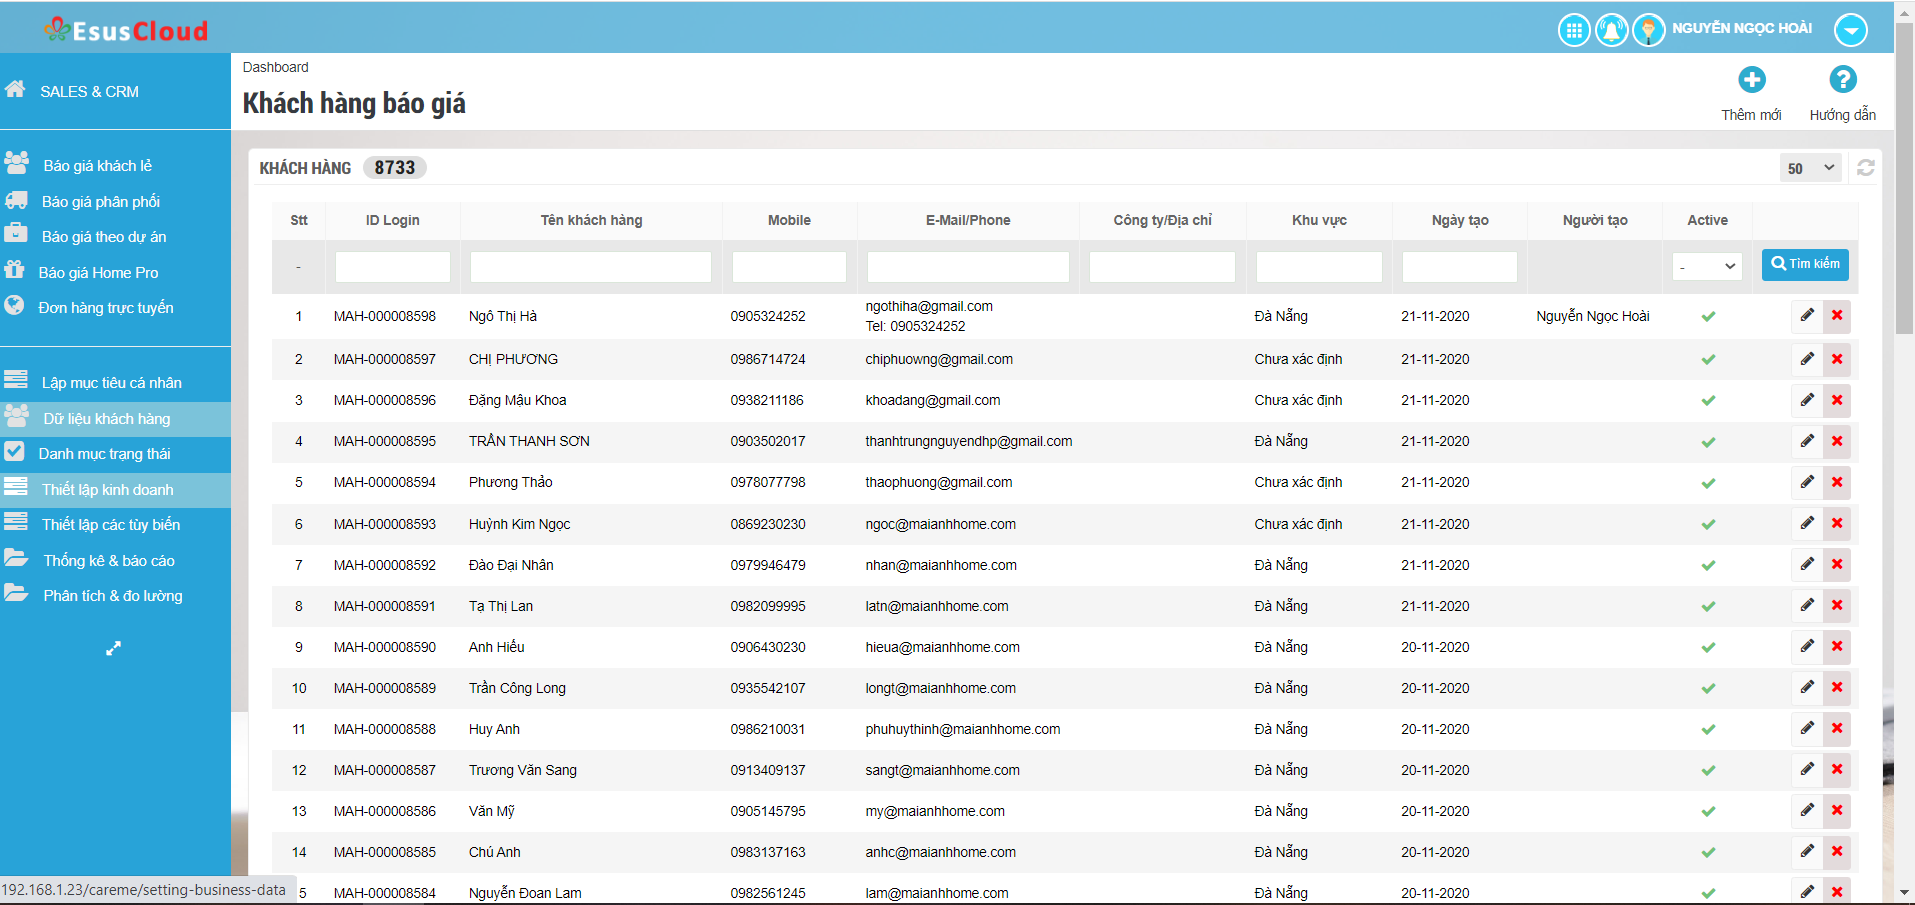 EsusCloud
NGUYỄN NGỌC HOÀI
SALES & CRM
Báo giá khách lẻ
Báo giá phân phối
Báo giá theo dự án
Báo giá Home Pro
Đơn hàng trực tuyến
Lập mục tiêu cá nhân
Dữ liệu khách hàng
Danh mục trạng thái
Thiết lập kinh doanh
Thiết lập các tùy biến
Thống kê & báo cáo
Phân tích & đo lường
Dashboard
Khách hàng báo giá
Thêm mới
Hướng dẫn
KHÁCH HÀNG 8733
50
Stt ID Login Tên khách hàng Mobile E-Mail/Phone Công ty/Địa chỉ Khu vực Ngày tạo Người tạo Active
- - Tìm kiếm
1 MAH-000008598 Ngô Thị Hà 0905324252 ngothiha@gmail.com Đà Nẵng 21-11-2020 Nguyễn Ngọc Hoài
Tel: 0905324252
2 MAH-000008597 CHỊ PHƯƠNG 0986714724 chiphuowng@gmail.com Chưa xác định 21-11-2020
3 MAH-000008596 Đặng Mậu Khoa 0938211186 khoadang@gmail.com Chưa xác định 21-11-2020
4 MAH-000008595 TRẦN THANH SƠN 0903502017 thanhtrungnguyendhp@gmail.com Đà Nẵng 21-11-2020
5 MAH-000008594 Phương Thảo 0978077798 thaophuong@gmail.com Chưa xác định 21-11-2020
6 MAH-000008593 Huỳnh Kim Ngọc 0869230230 ngoc@maianhhome.com Chưa xác định 21-11-2020
7 MAH-000008592 Đào Đại Nhân 0979946479 nhan@maianhhome.com Đà Nẵng 21-11-2020
8 MAH-000008591 Tạ Thị Lan 0982099995 latn@maianhhome.com Đà Nẵng 21-11-2020
9 MAH-000008590 Anh Hiếu 0906430230 hieua@maianhhome.com Đà Nẵng 20-11-2020
10 MAH-000008589 Trần Công Long 0935542107 longt@maianhhome.com Đà Nẵng 20-11-2020
11 MAH-000008588 Huy Anh 0986210031 phuhuythinh@maianhhome.com Đà Nẵng 20-11-2020
12 MAH-000008587 Trương Văn Sang 0913409137 sangt@maianhhome.com Đà Nẵng 20-11-2020
13 MAH-000008586 Văn Mỹ 0905145795 my@maianhhome.com Đà Nẵng 20-11-2020
14 MAH-000008585 Chú Anh 0983137163 anhc@maianhhome.com Đà Nẵng 20-11-2020
5 MAH-000008584 Nguyễn Đoan Lam 0982561245 lam@maianhhome.com Đà Nẵng 20-11-2020
192.168.1.23/careme/setting-business-data